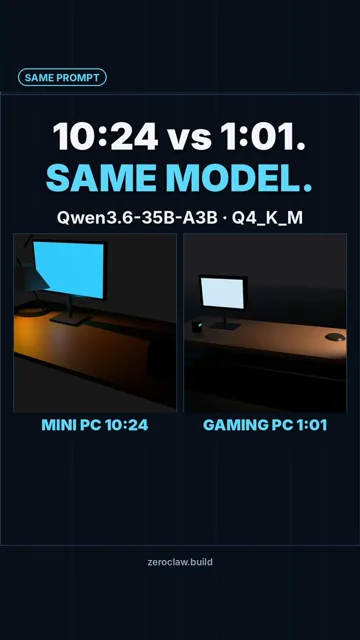 SAME PROMPT
10:24 vs 1:01.
SAME MODEL.
Qwen3.6-35B-A3B · Q4_K_M
MINI PC 10:24
GAMING PC 1:01
zeroclaw.build